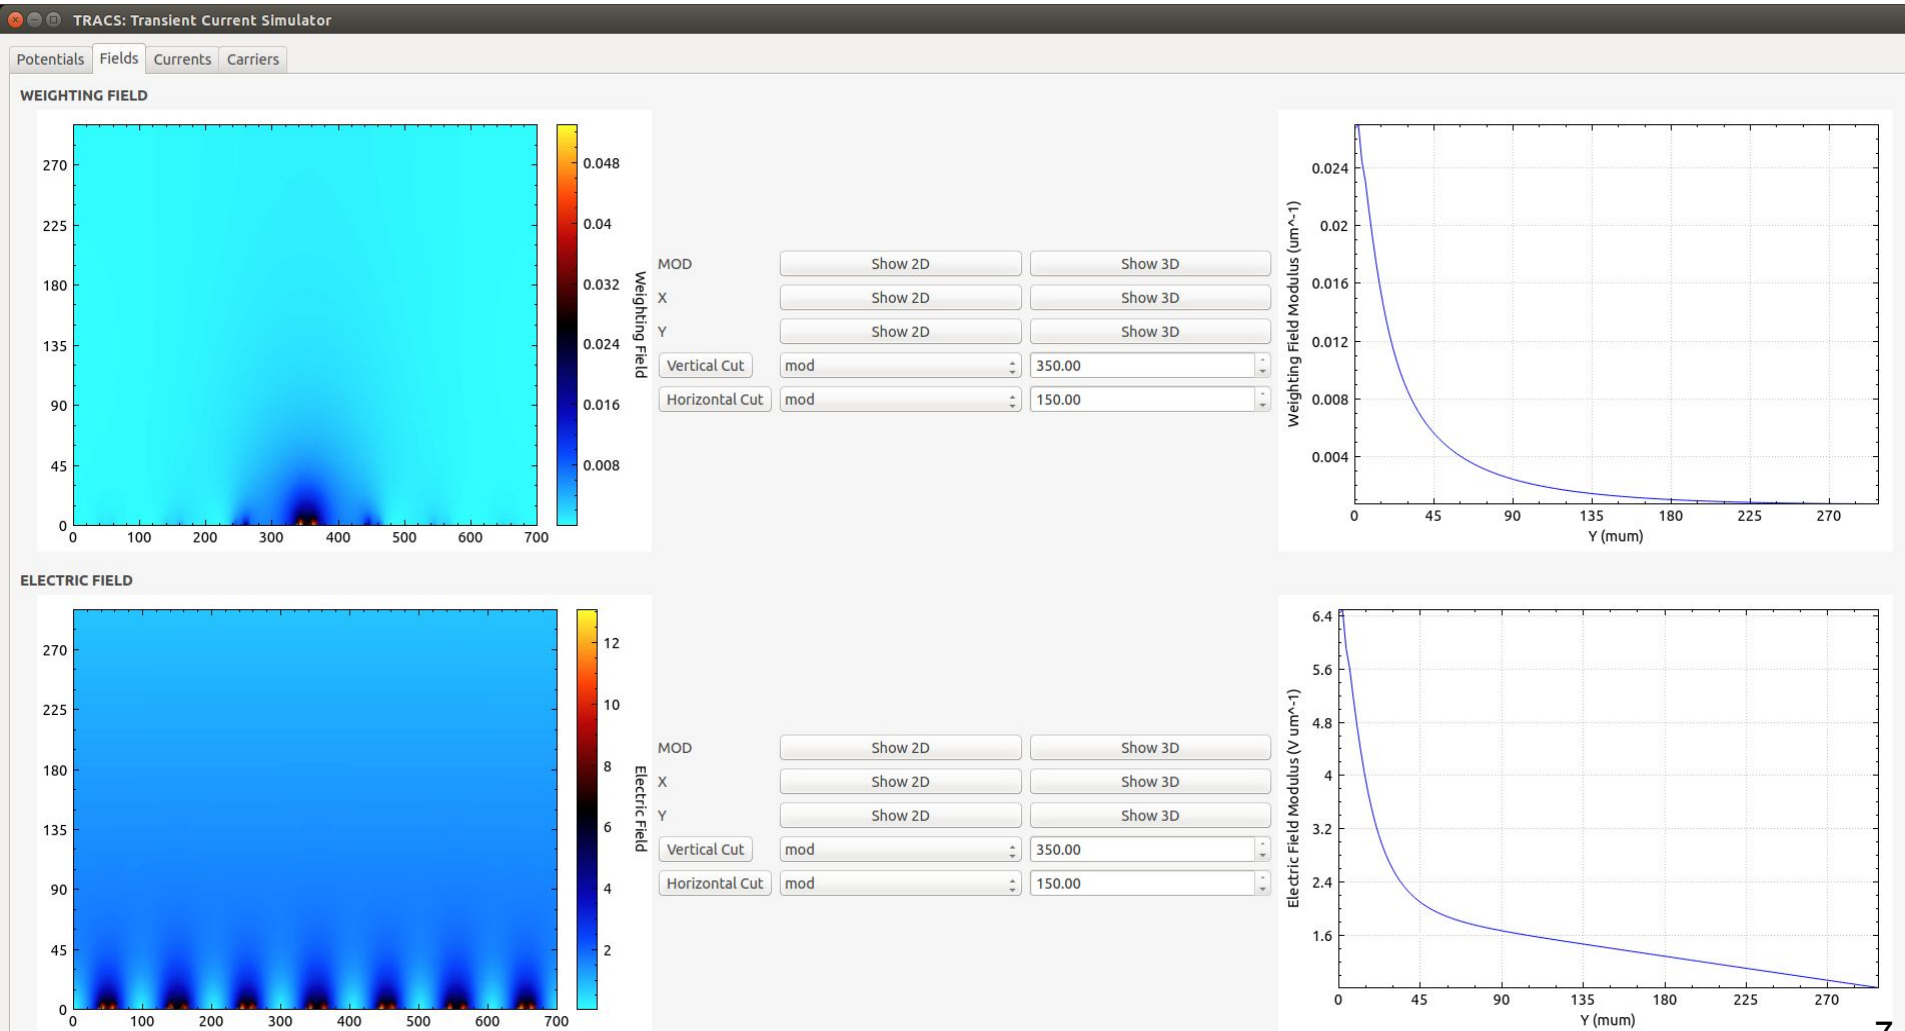 TRACS: Transient Current Simulator
Potentials Fields Currents Carriers
WEIGHTING FIELD
270
225
180
135
90
45
0
0 100 200 300 400 500 600 700
0.048
0.04
0.032
0.024
0.016
0.008
Weighting Field
MOD Show 2D Show 3D
X Show 2D Show 3D
Y Show 2D Show 3D
Vertical Cut mod 350.00
Horizontal Cut mod 150.00
Weighting Field Modulus (um^-1)
0.024
0.02
0.016
0.012
0.008
0.004
0 45 90 135 180 225 270
Y (mum)
ELECTRIC FIELD
270
225
180
135
90
45
0
0 100 200 300 400 500 600 700
12
10
8
6
4
2
Electric Field
MOD Show 2D Show 3D
X Show 2D Show 3D
Y Show 2D Show 3D
Vertical Cut mod 350.00
Horizontal Cut mod 150.00
Electric Field Modulus (V um^-1)
6.4
5.6
4.8
4
3.2
2.4
1.6
0 45 90 135 180 225 270
Y (mum)